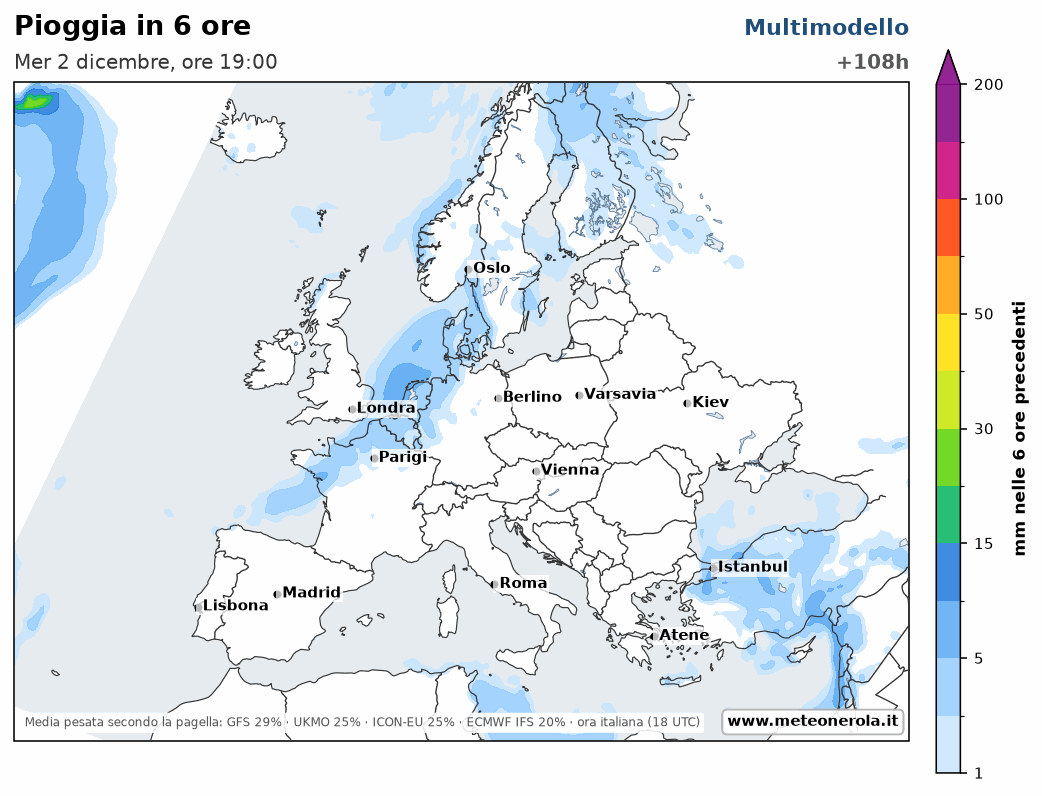 Pioggia in 6 ore
Multimodello
Mer 2 dicembre, ore 19:00
+108h
200
100
50
30
15
5
1
mm nelle 6 ore precedenti
Oslo
Londra
Berlino
Varsavia
Kiev
Parigi
Vienna
Istanbul
Roma
Madrid
Lisbona
Atene
Media pesata secondo la pagella: GFS 29% · UKMO 25% · ICON-EU 25% · ECMWF IFS 20% · ora italiana (18 UTC)
www.meteonerola.it